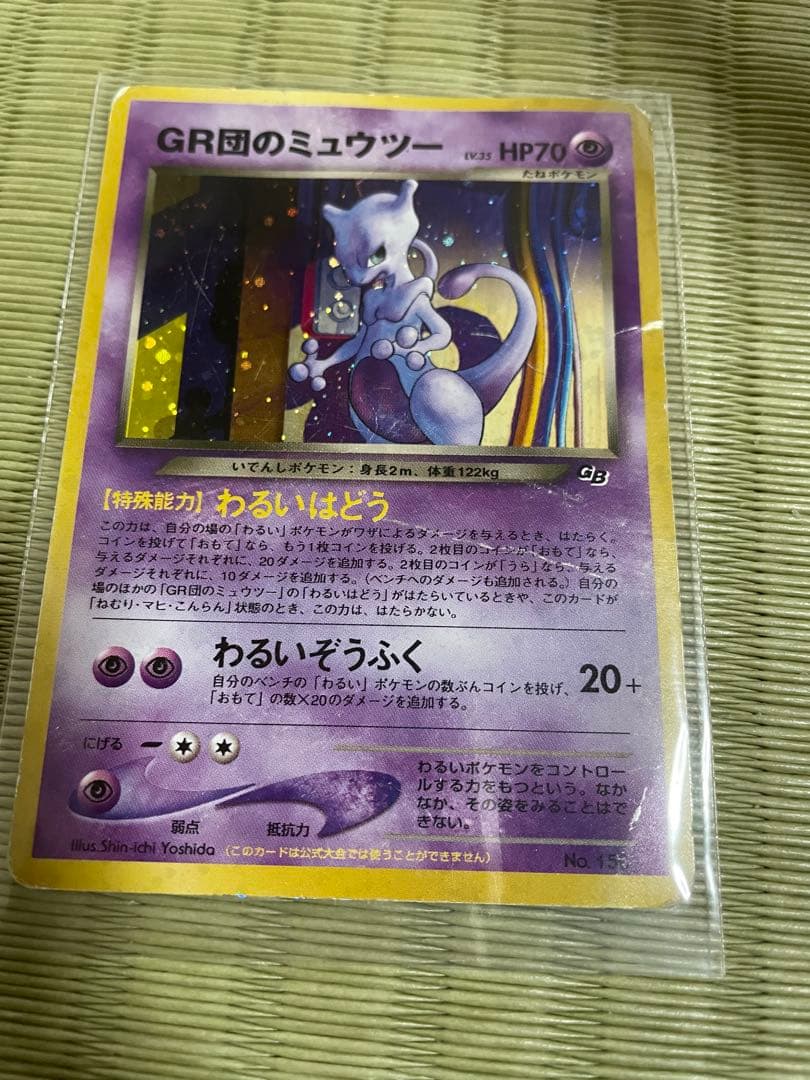 GR団のミュウツー LV.35 HP70
たねポケモン
いでんしポケモン：身長2m、体重122kg
GB
【特殊能力】わるいはどう
この力は、自分の場の「わるい」ポケモンがワザによるダメージを与えるとき、はたらく。
コインを投げて「おもて」なら、もう1枚コインを投げる。2枚目のコインが「おもて」なら、
与えるダメージそれぞれに、20ダメージを追加する。2枚目のコインが「うら」なら、与える
ダメージそれぞれに、10ダメージを追加する。（ベンチへのダメージも追加される。）自分の
場のほかの「GR団のミュウツー」の「わるいはどう」がはたらいているときや、このカードが
「ねむり・マヒ・こんらん」状態のとき、この力は、はたらかない。
わるいぞうふく
自分のベンチの「わるい」ポケモンの数ぶんコインを投げ、
「おもて」の数×20のダメージを追加する。
20+
にげる
わるいポケモンをコントロー
ルする力をもつという。なか
なか、その姿をみることはで
きない。
弱点 抵抗力
Illus.Shin-ichi Yoshida（このカードは公式大会では使うことができません） No.